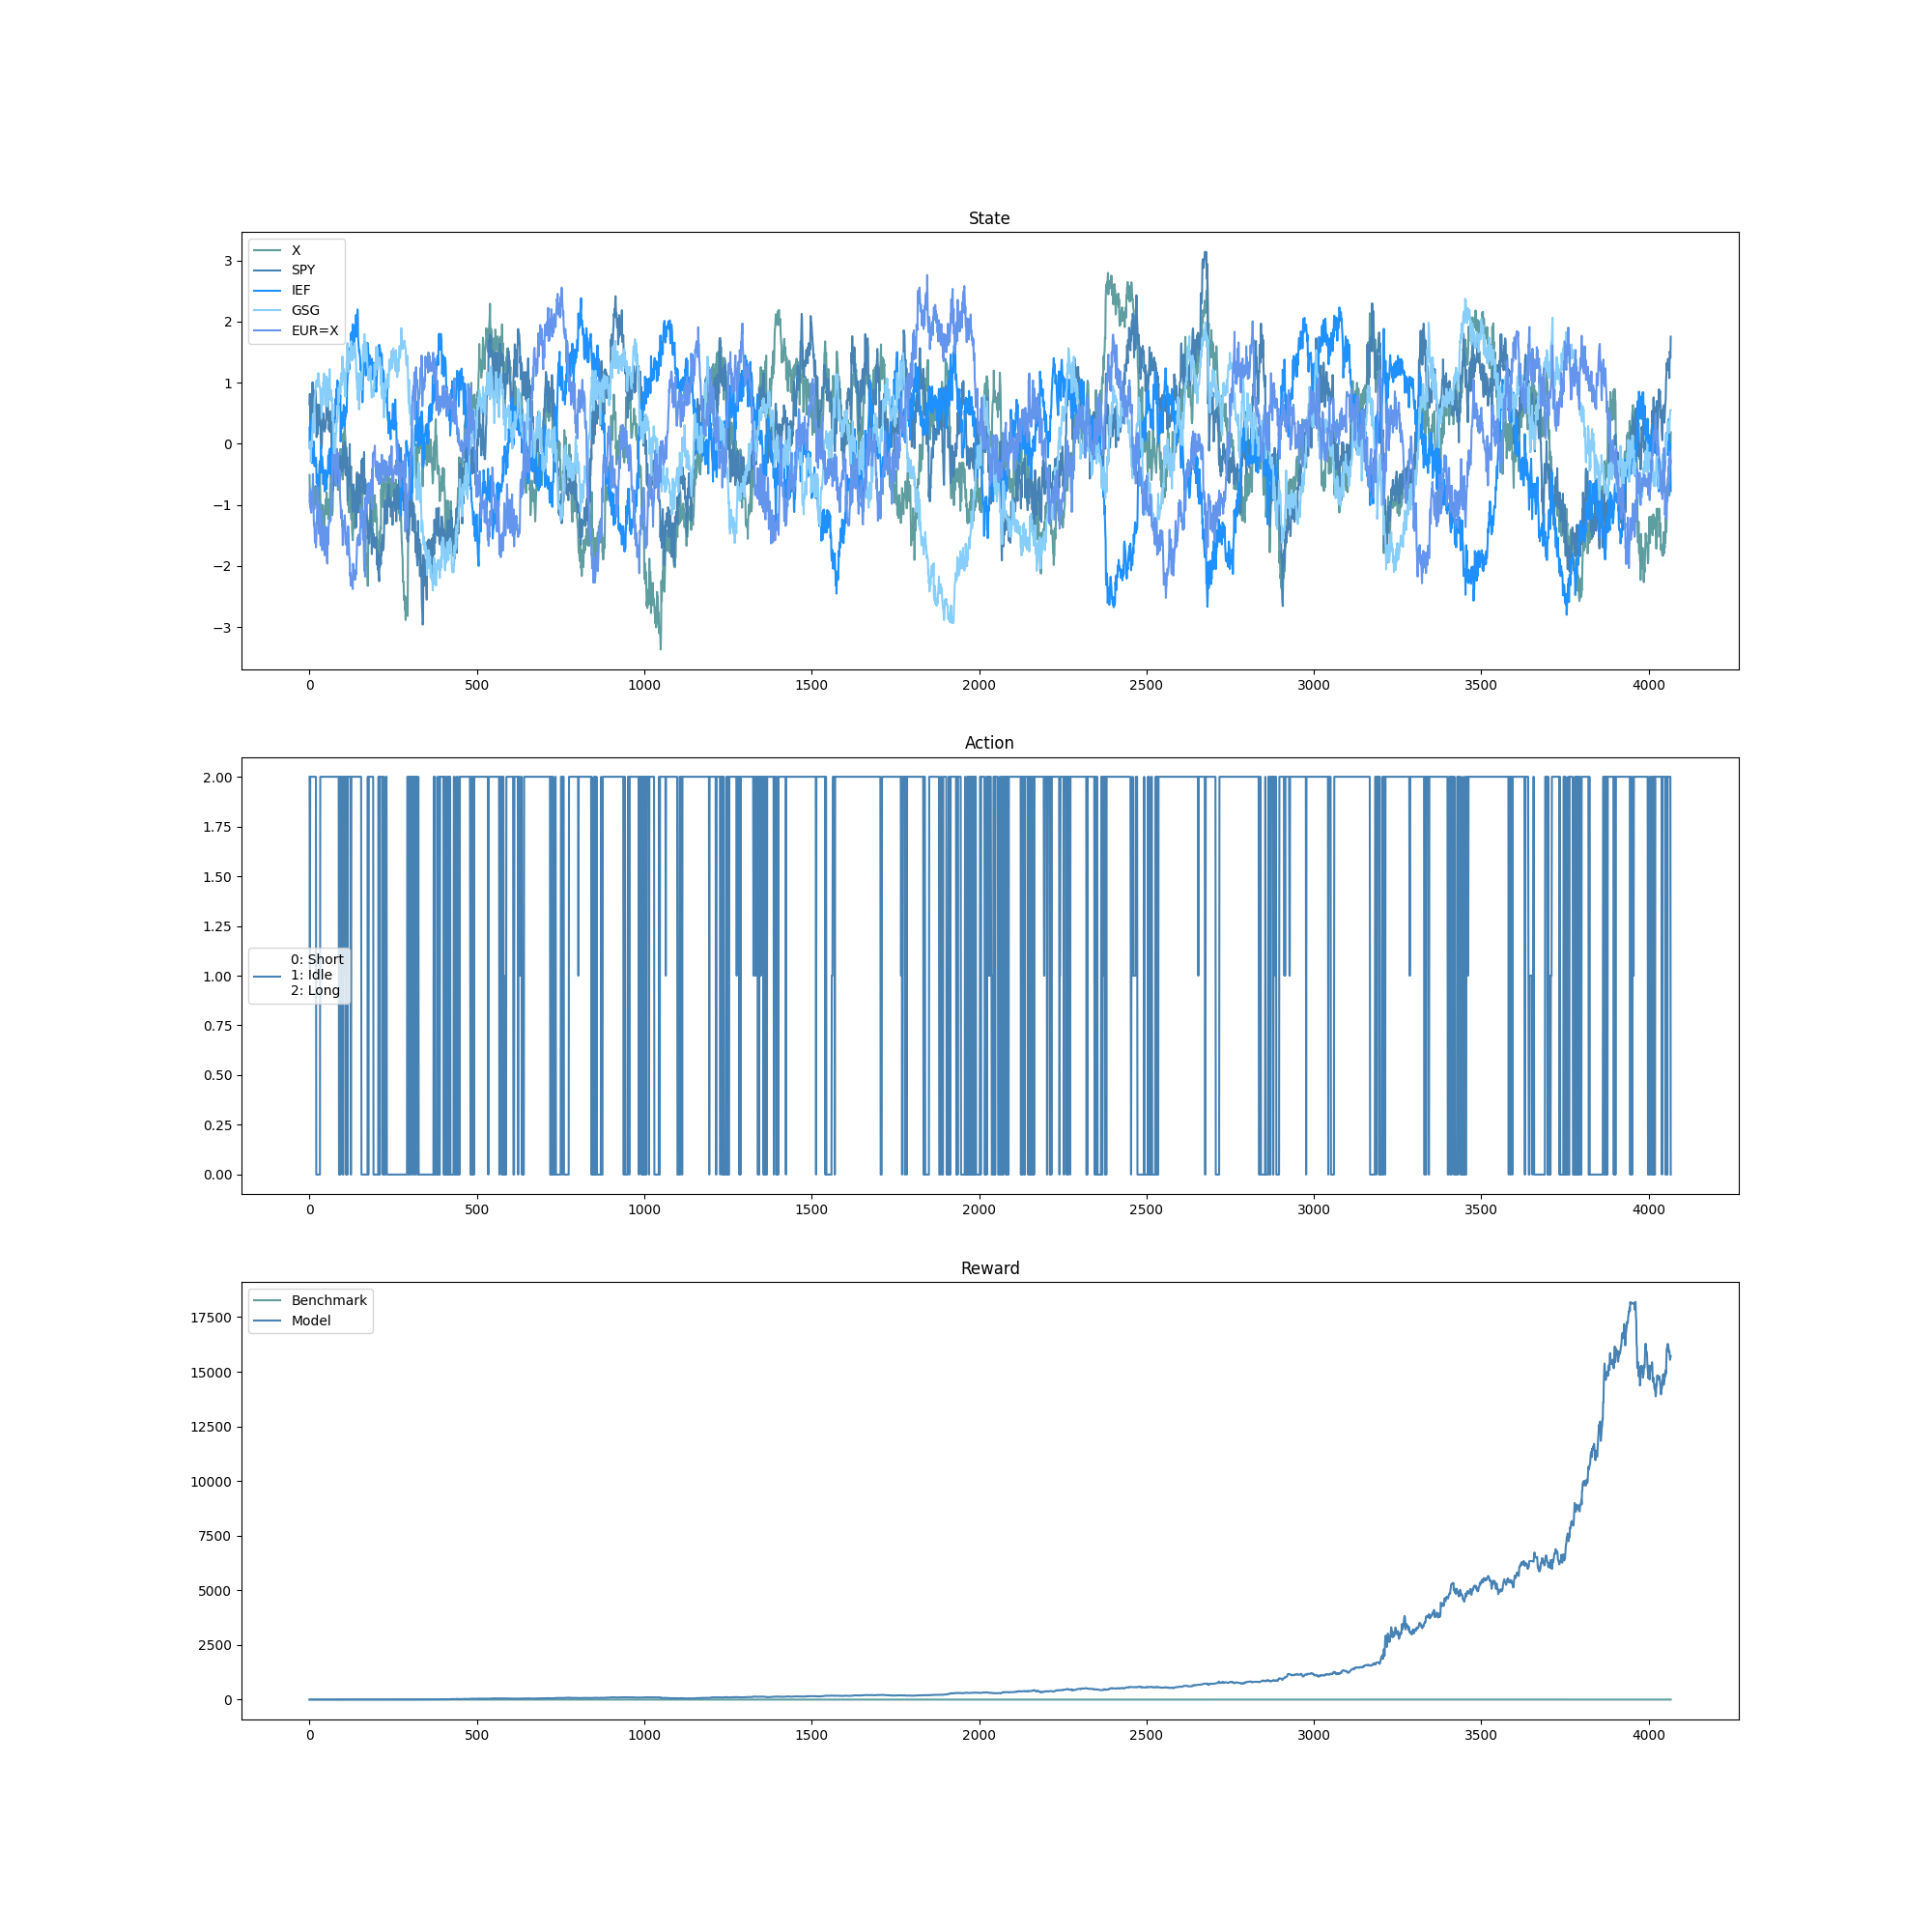 State
X
SPY
IEF
GSG
EUR=X
3
2
1
0
−1
−2
−3
0 500 1000 1500 2000 2500 3000 3500 4000
Action
2.00
1.75
1.50
1.25
1.00
0.75
0.50
0.25
0.00
0: Short
1: Idle
2: Long
0 500 1000 1500 2000 2500 3000 3500 4000
Reward
Benchmark
Model
17500
15000
12500
10000
7500
5000
2500
0
0 500 1000 1500 2000 2500 3000 3500 4000